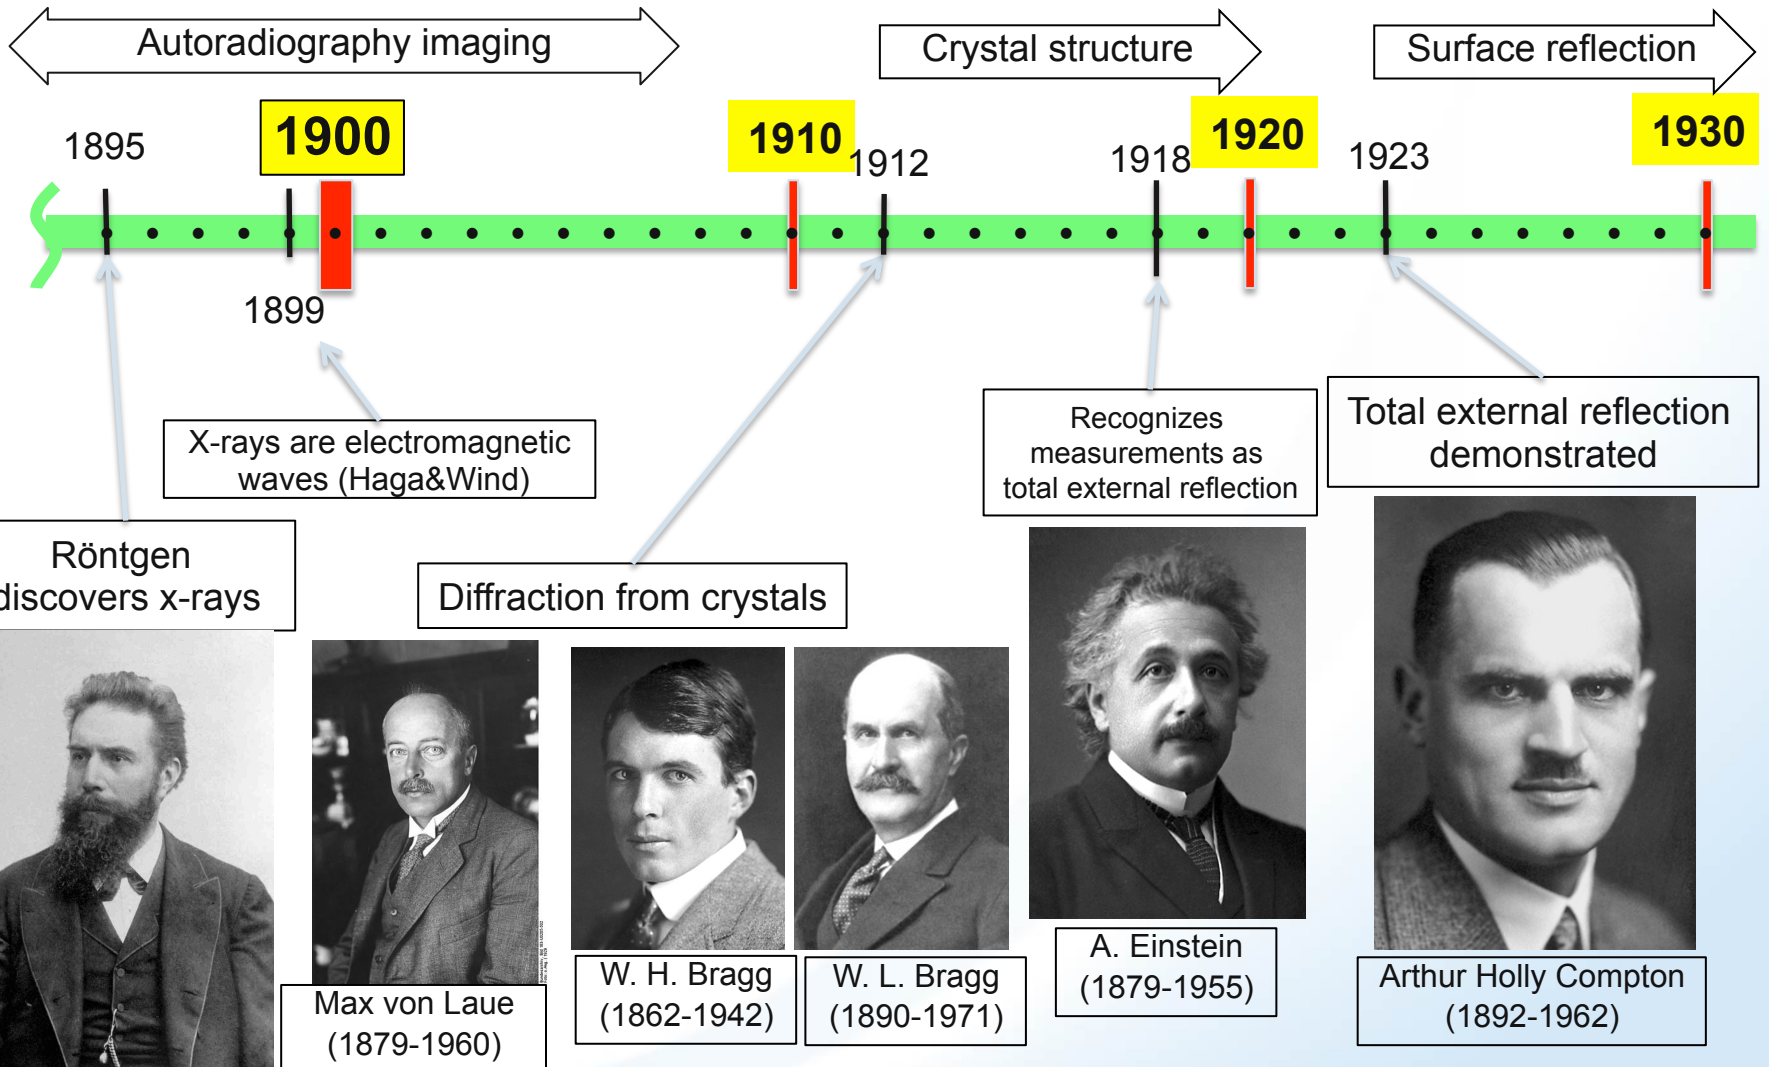 Autoradiography imaging
Crystal structure
Surface reflection
1895
1900
1910
1912
1918
1920
1923
1930
1899
X-rays are electromagnetic
waves (Haga&Wind)
Recognizes
measurements as
total external reflection
Total external reflection
demonstrated
Röntgen
discovers x-rays
Diffraction from crystals
Max von Laue
(1879-1960)
W. H. Bragg
(1862-1942)
W. L. Bragg
(1890-1971)
A. Einstein
(1879-1955)
Arthur Holly Compton
(1892-1962)